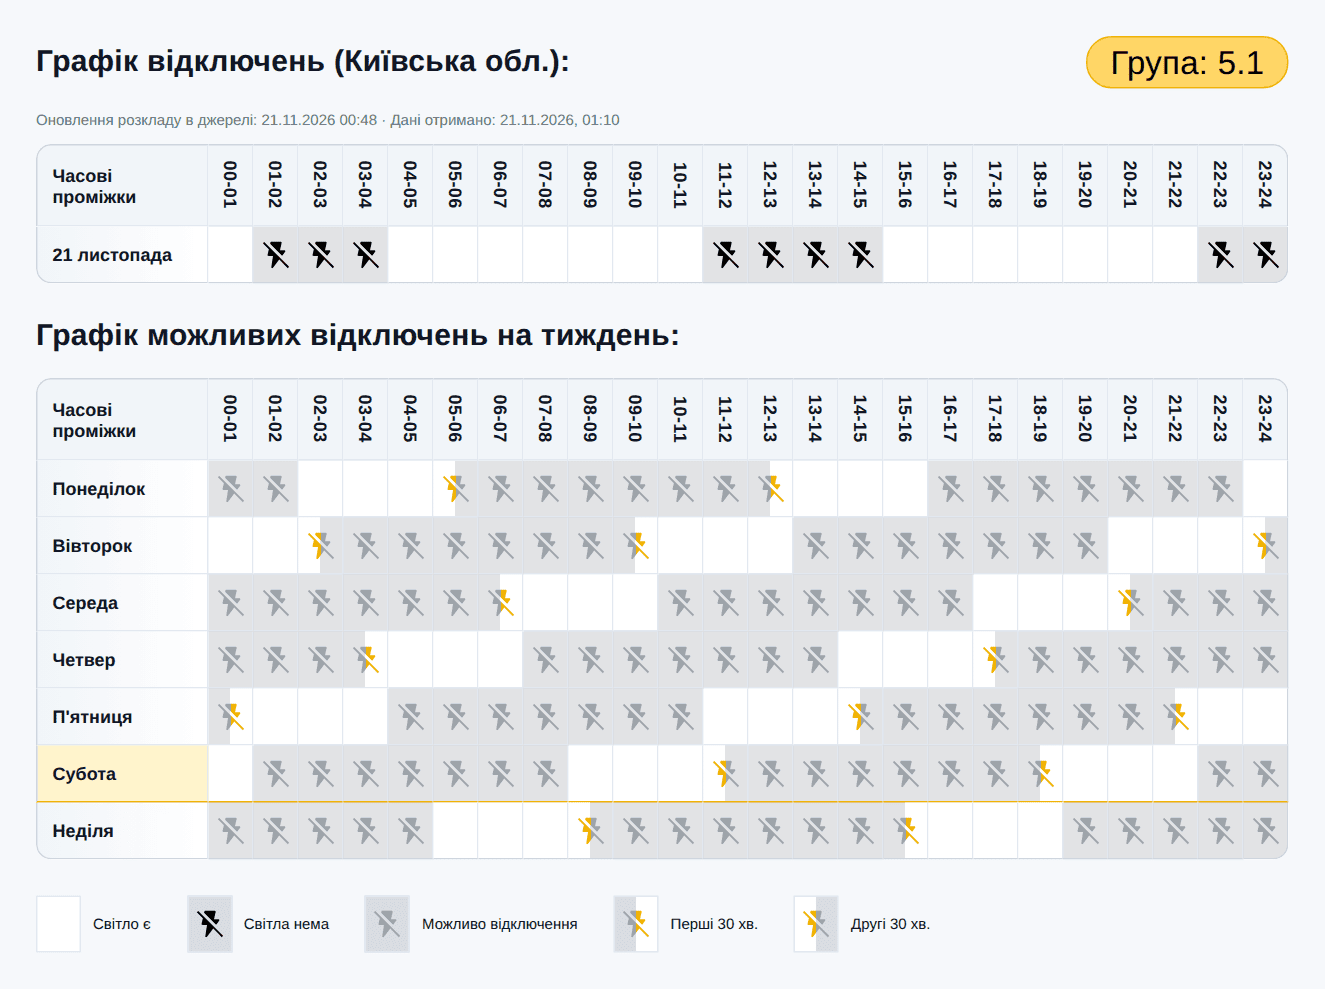 Графік відключень (Київська обл.):
Група: 5.1
Оновлення розкладу в джерелі: 21.11.2026 00:48 · Дані отримано: 21.11.2026, 01:10
Часові проміжки 00-01 01-02 02-03 03-04 04-05 05-06 06-07 07-08 08-09 09-10 10-11 11-12 12-13 13-14 14-15 15-16 16-17 17-18 18-19 19-20 20-21 21-22 22-23 23-24
21 листопада
Графік можливих відключень на тиждень:
Часові проміжки 00-01 01-02 02-03 03-04 04-05 05-06 06-07 07-08 08-09 09-10 10-11 11-12 12-13 13-14 14-15 15-16 16-17 17-18 18-19 19-20 20-21 21-22 22-23 23-24
Понеділок
Вівторок
Середа
Четвер
П'ятниця
Субота
Неділя
Світло є
Світла нема
Можливо відключення
Перші 30 хв.
Другі 30 хв.